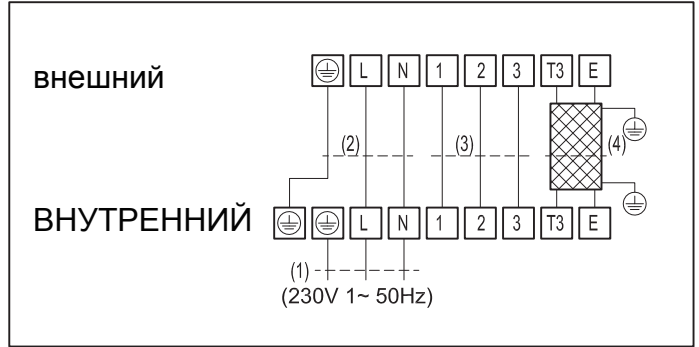 внешний
L N 1 2 3 T3 E
(2) (3) (4)
ВНУТРЕННИЙ
L N 1 2 3 T3 E
(1)
(230V 1~ 50Hz)